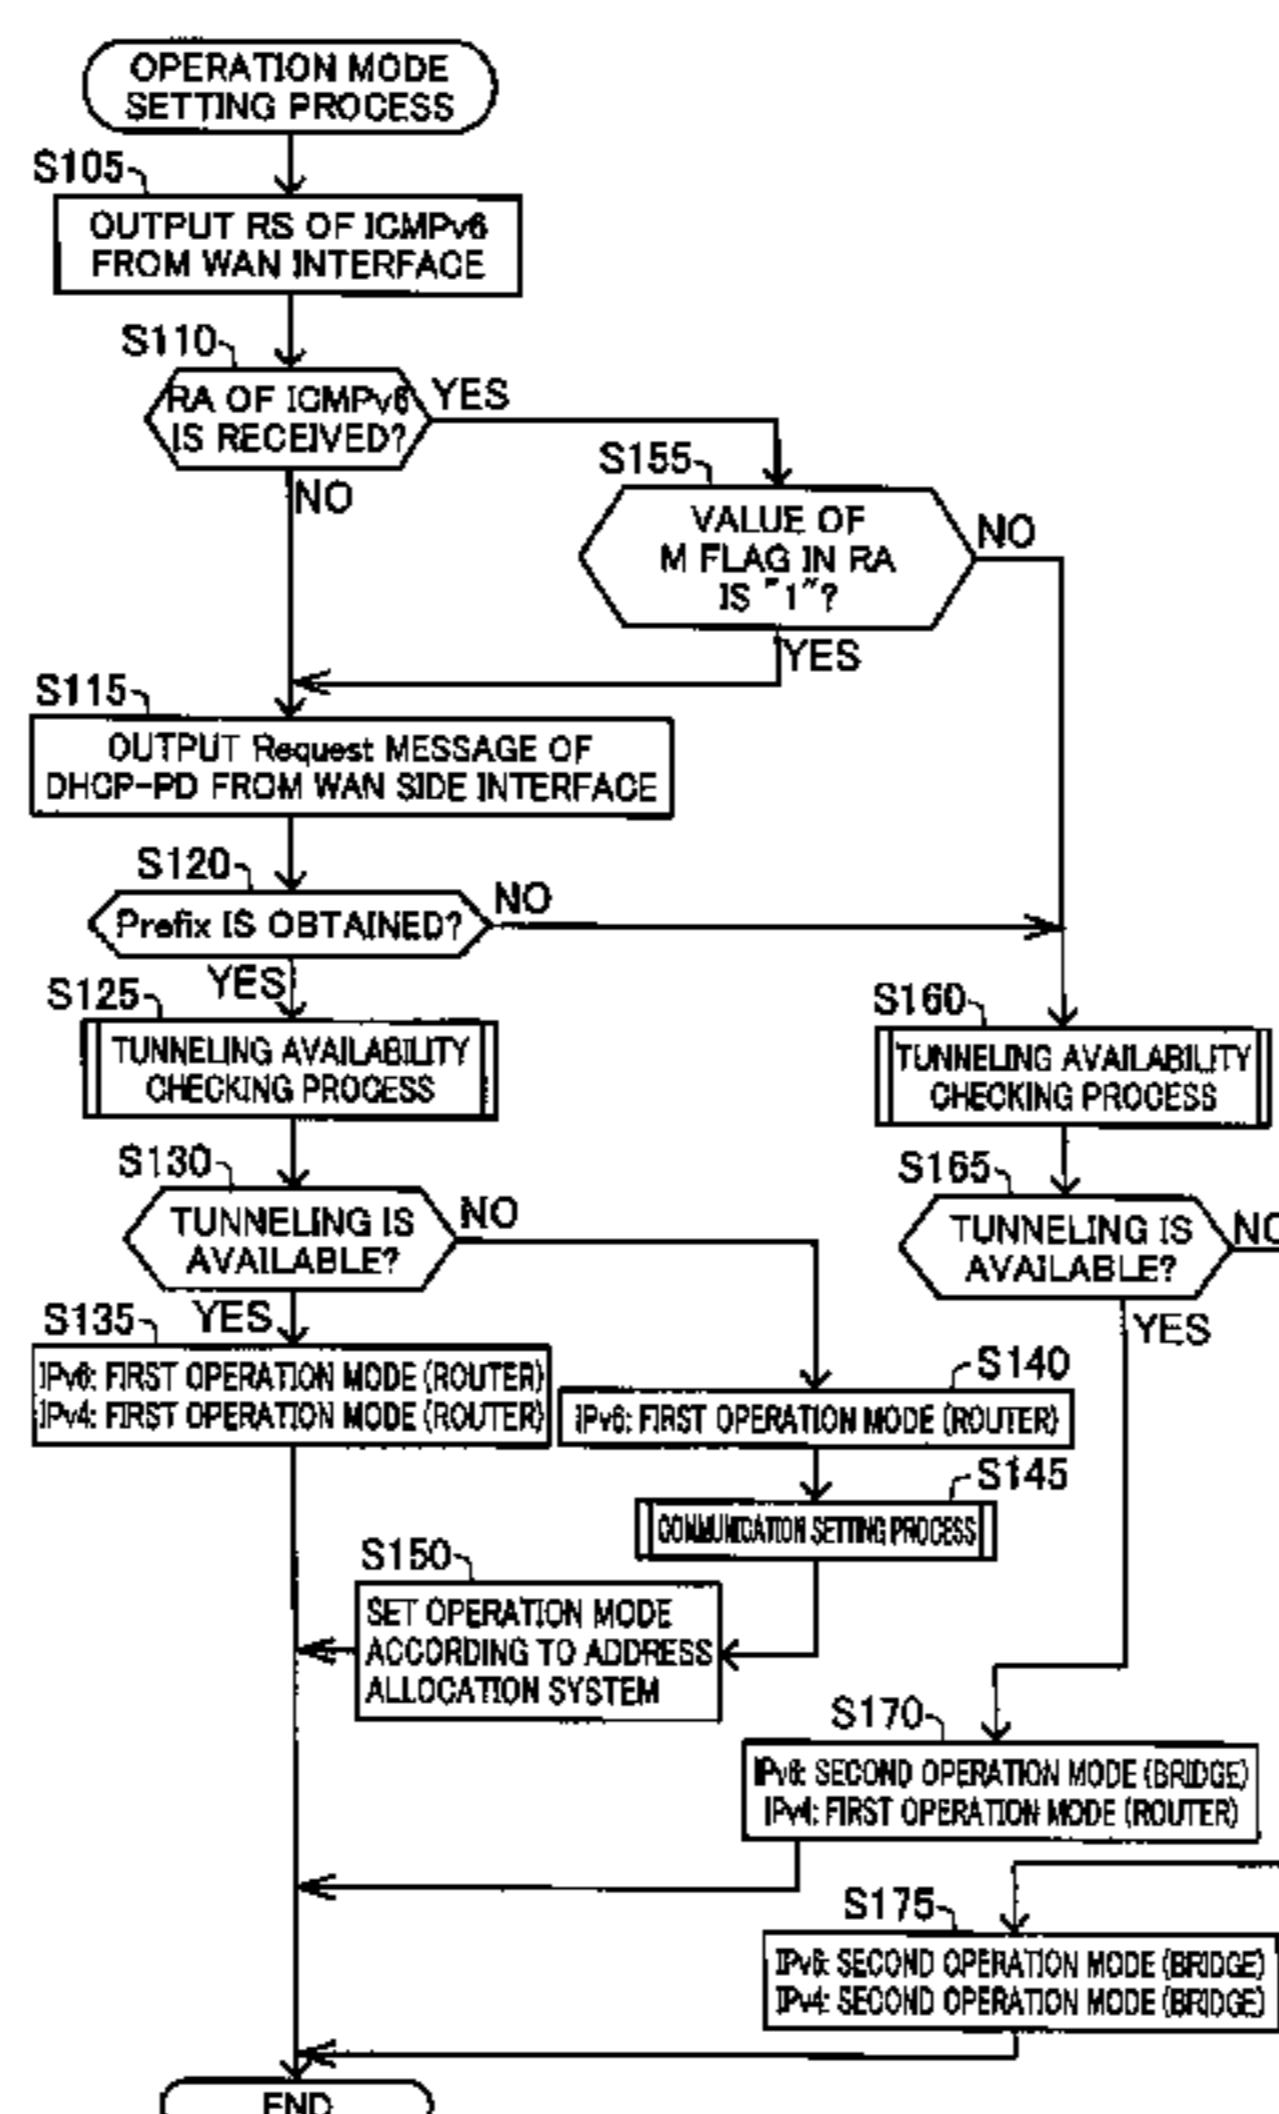 OPERATION MODE
SETTING PROCESS
S105
OUTPUT RS OF ICMPv6
FROM WAN INTERFACE
S110
RA OF ICMPv6
IS RECEIVED?
YES
NO
S155
VALUE OF
M FLAG IN RA
IS "1"?
NO
YES
S115
OUTPUT Request MESSAGE OF
DHCP-PD FROM WAN SIDE INTERFACE
S120
Prefix IS OBTAINED?
NO
YES
S125
TUNNELING AVAILABILITY
CHECKING PROCESS
S160
TUNNELING AVAILABILITY
CHECKING PROCESS
S130
TUNNELING IS
AVAILABLE?
NO
YES
S165
TUNNELING IS
AVAILABLE?
NO
YES
S135
IPv6: FIRST OPERATION MODE (ROUTER)
IPv4: FIRST OPERATION MODE (ROUTER)
S140
IPv6: FIRST OPERATION MODE (ROUTER)
S145
COMMUNICATION SETTING PROCESS
S150
SET OPERATION MODE
ACCORDING TO ADDRESS
ALLOCATION SYSTEM
S170
IPv6: SECOND OPERATION MODE (BRIDGE)
IPv4: FIRST OPERATION MODE (ROUTER)
S175
IPv6: SECOND OPERATION MODE (BRIDGE)
IPv4: SECOND OPERATION MODE (BRIDGE)
END